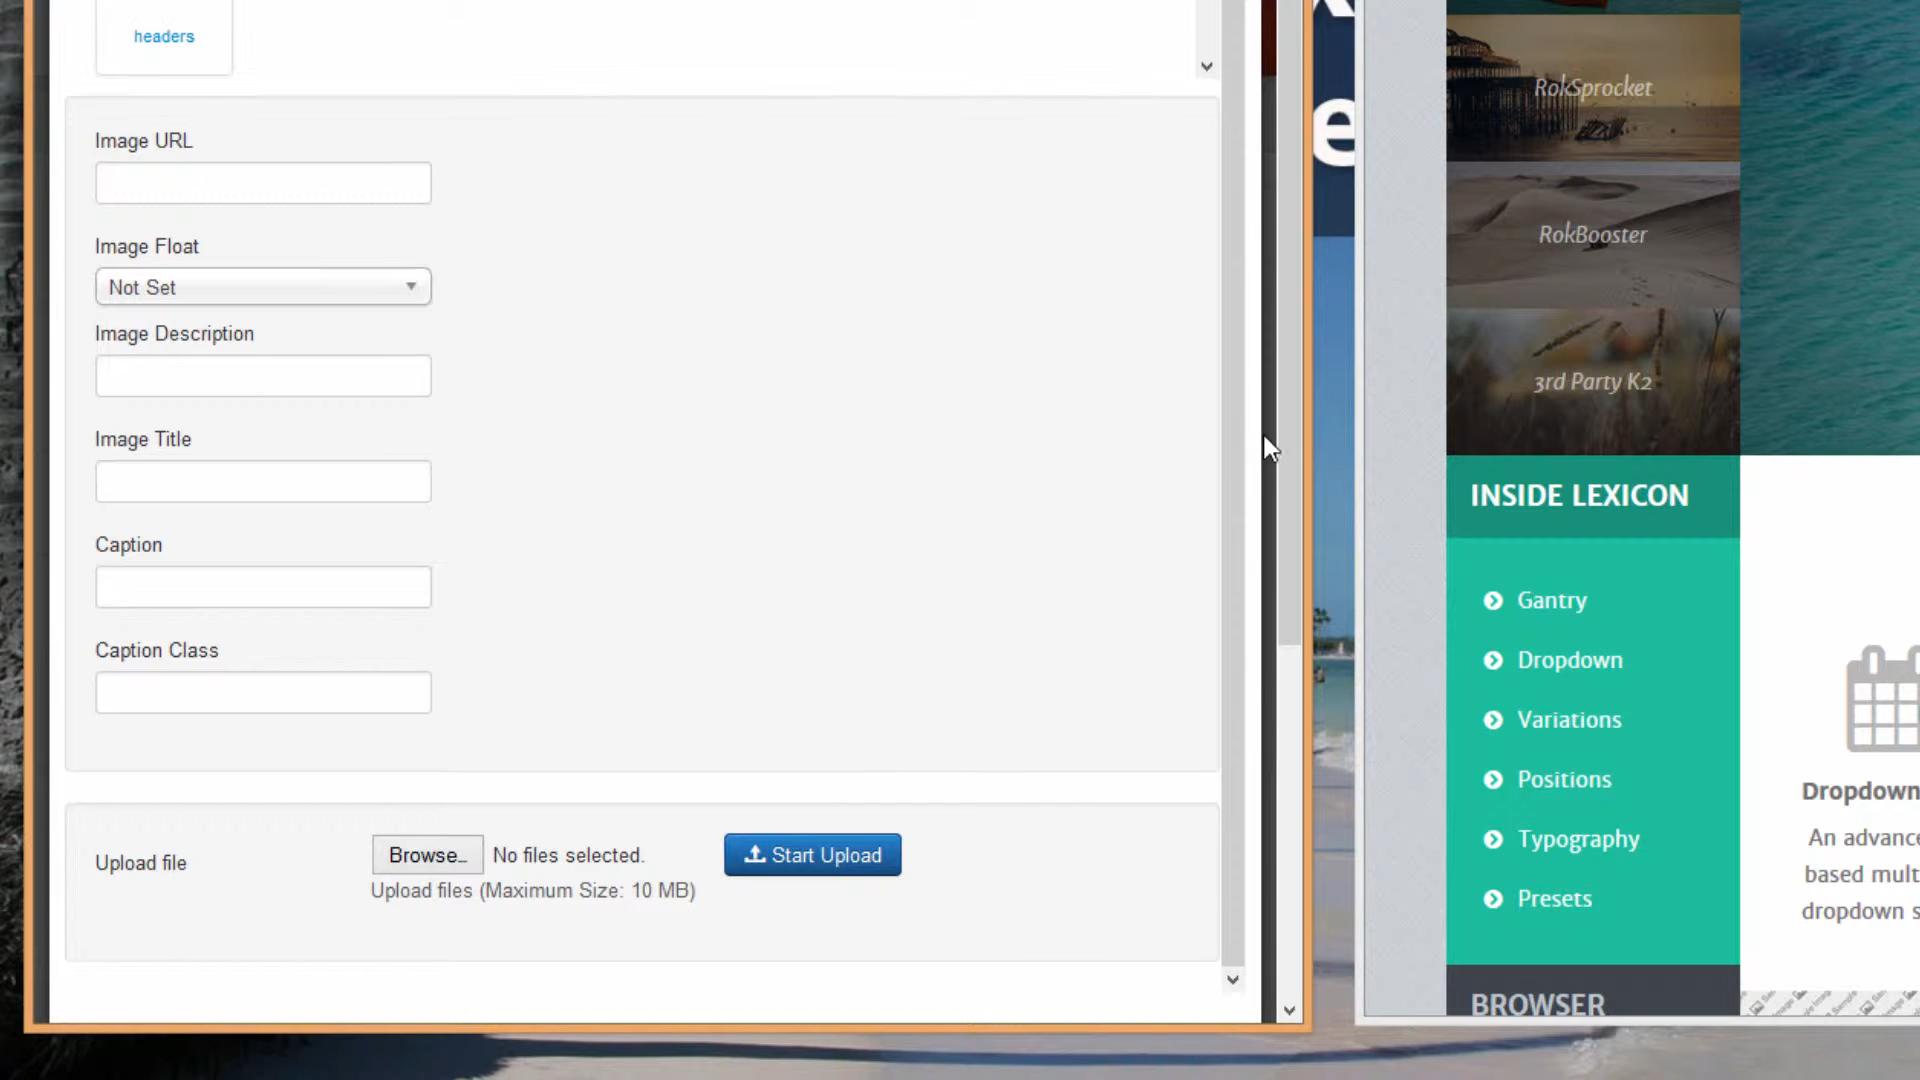 headers
Image URL
Image Float
Not Set
Image Description
Image Title
Caption
Caption Class
Upload file
Browse…
No files selected.
Start Upload
Upload files (Maximum Size: 10 MB)
e
RokSprocket
RokBooster
3rd Party K2
INSIDE LEXICON
Gantry
Dropdown
Variations
Positions
Typography
Presets
BROWSER
Dropdown
An advance
based mult
dropdown s